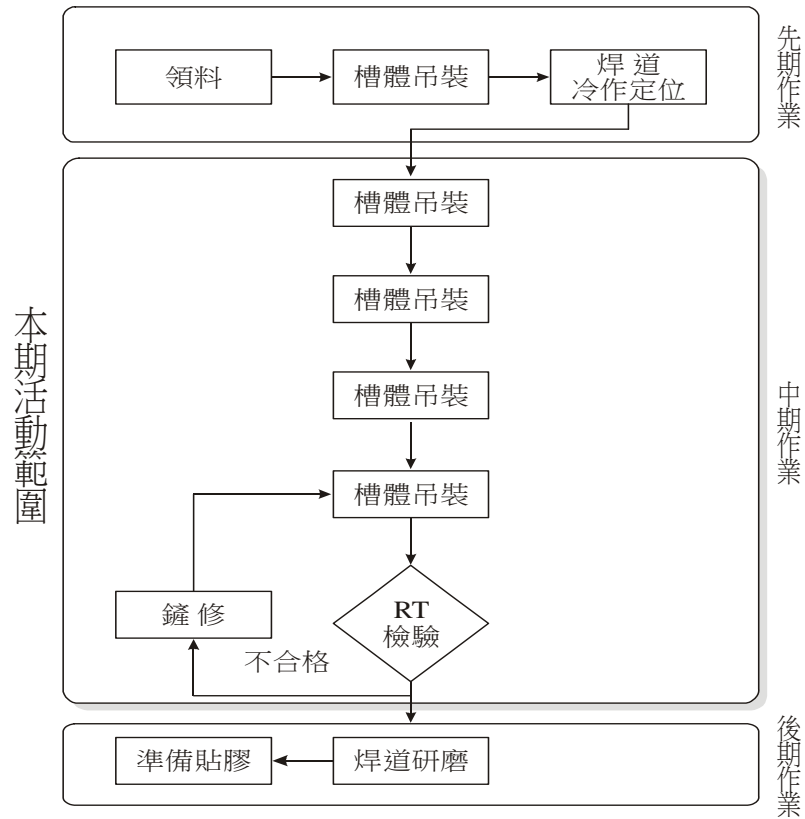 先期作業
領料
槽體吊裝
焊 道
冷作定位
本期活動範圍
中期作業
槽體吊裝
槽體吊裝
槽體吊裝
槽體吊裝
RT
檢驗
鏟 修
不合格
後期作業
準備貼膠
焊道研磨